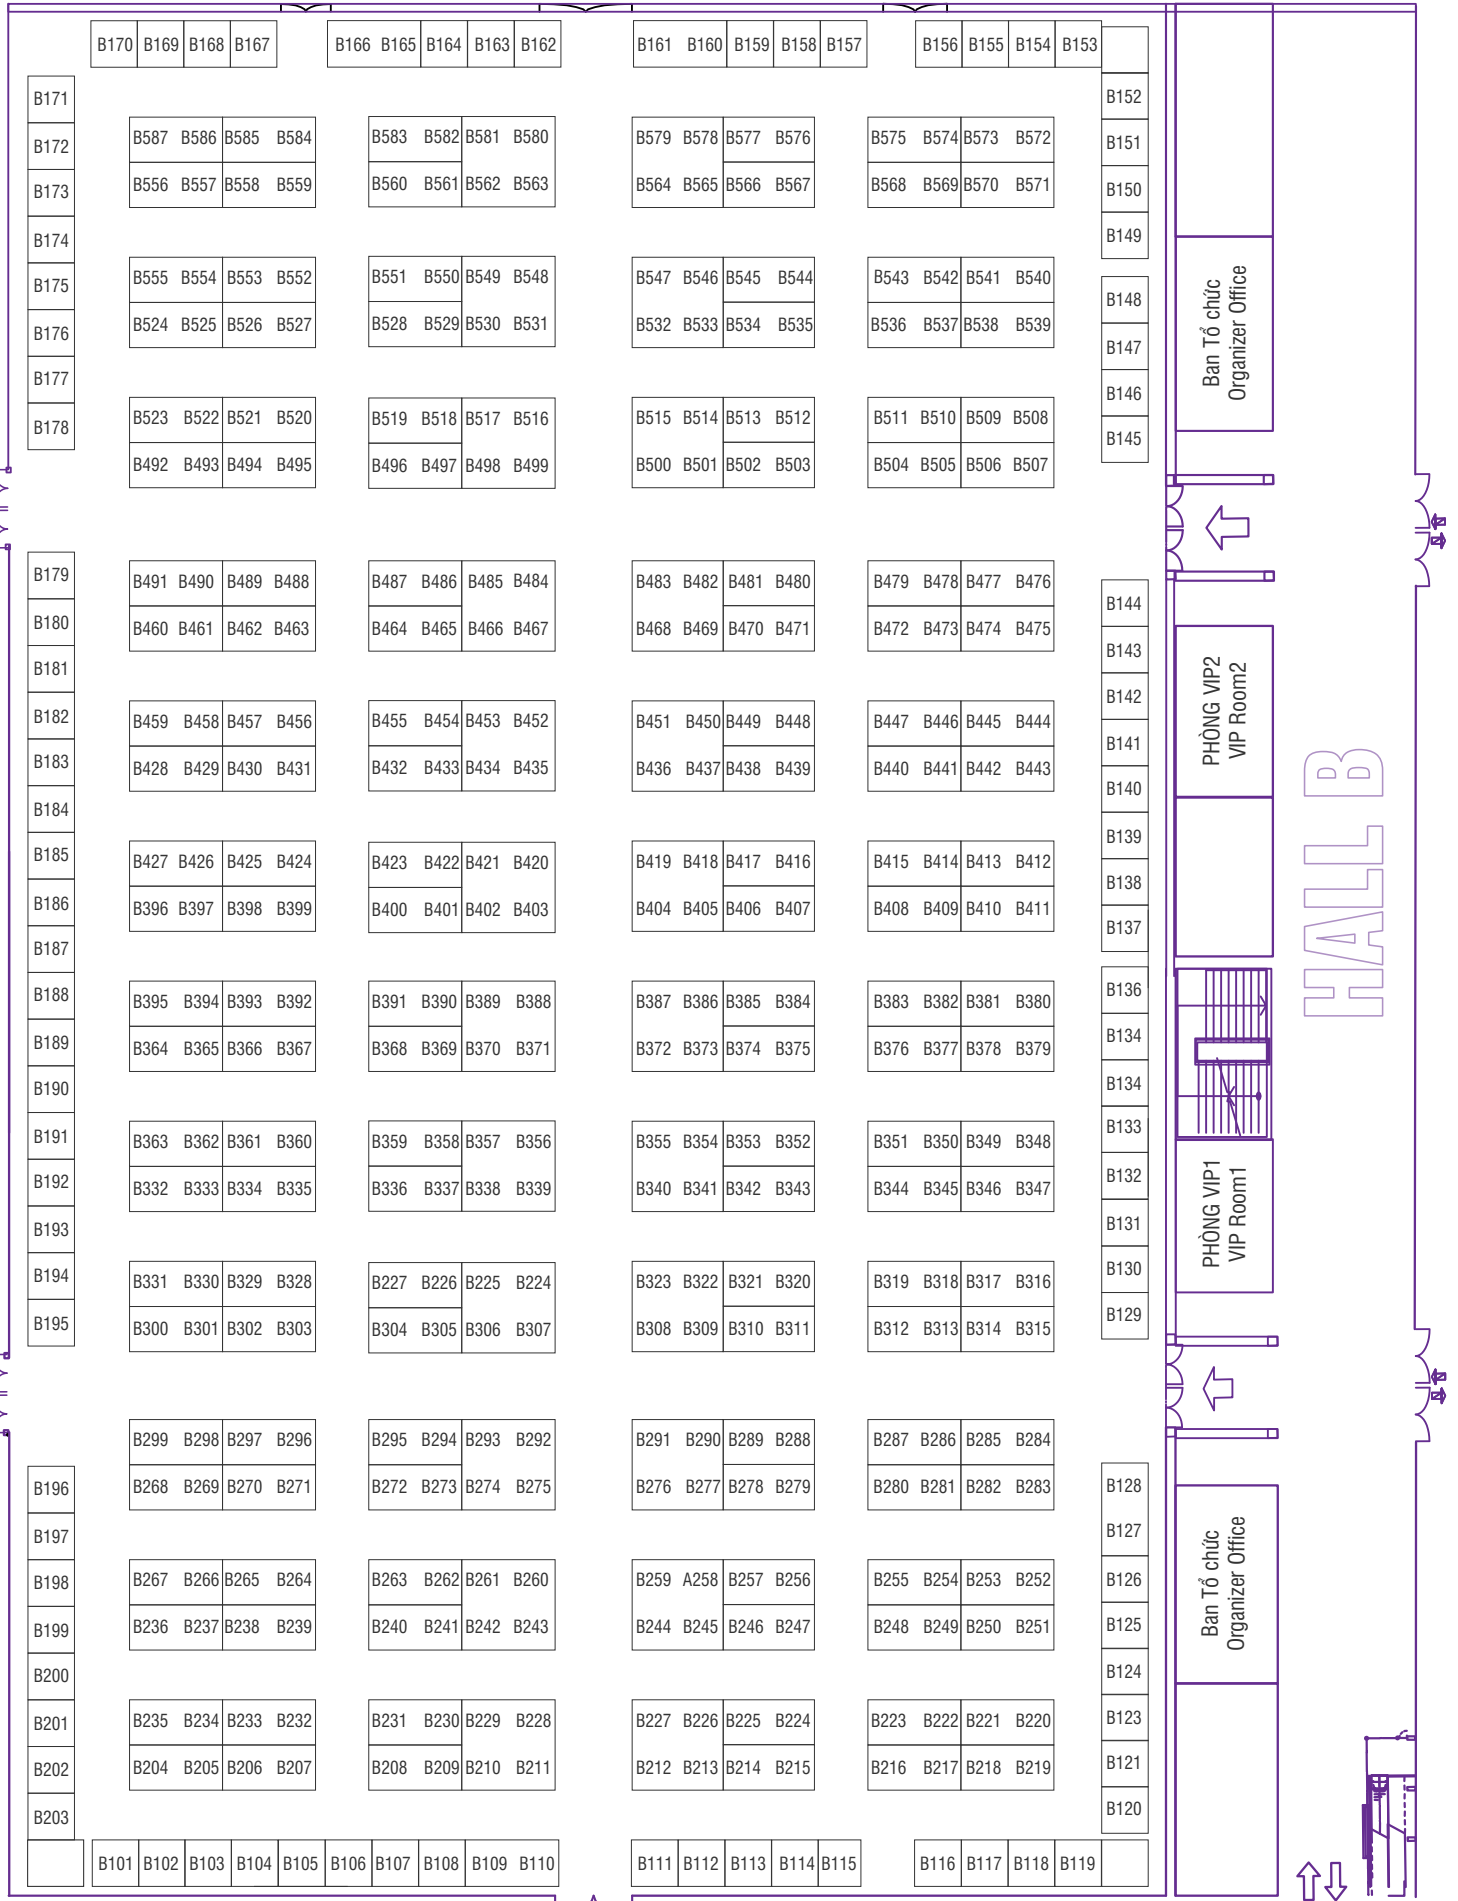 B170 B169 B168 B167 B166 B165 B164 B163 B162 B161 B160 B159 B158 B157 B156 B155 B154 B153
B171
B172
B173
B174
B175
B176
B177
B178
B179
B180
B181
B182
B183
B184
B185
B186
B187
B188
B189
B190
B191
B192
B193
B194
B195
B196
B197
B198
B199
B200
B201
B202
B203
B587 B586 B585 B584 B583 B582 B581 B580 B579 B578 B577 B576 B575 B574 B573 B572
B556 B557 B558 B559 B560 B561 B562 B563 B564 B565 B566 B567 B568 B569 B570 B571
B555 B554 B553 B552 B551 B550 B549 B548 B547 B546 B545 B544 B543 B542 B541 B540
B524 B525 B526 B527 B528 B529 B530 B531 B532 B533 B534 B535 B536 B537 B538 B539
B523 B522 B521 B520 B519 B518 B517 B516 B515 B514 B513 B512 B511 B510 B509 B508
B492 B493 B494 B495 B496 B497 B498 B499 B500 B501 B502 B503 B504 B505 B506 B507
B491 B490 B489 B488 B487 B486 B485 B484 B483 B482 B481 B480 B479 B478 B477 B476
B460 B461 B462 B463 B464 B465 B466 B467 B468 B469 B470 B471 B472 B473 B474 B475
B459 B458 B457 B456 B455 B454 B453 B452 B451 B450 B449 B448 B447 B446 B445 B444
B428 B429 B430 B431 B432 B433 B434 B435 B436 B437 B438 B439 B440 B441 B442 B443
B427 B426 B425 B424 B423 B422 B421 B420 B419 B418 B417 B416 B415 B414 B413 B412
B396 B397 B398 B399 B400 B401 B402 B403 B404 B405 B406 B407 B408 B409 B410 B411
B395 B394 B393 B392 B391 B390 B389 B388 B387 B386 B385 B384 B383 B382 B381 B380
B364 B365 B366 B367 B368 B369 B370 B371 B372 B373 B374 B375 B376 B377 B378 B379
B363 B362 B361 B360 B359 B358 B357 B356 B355 B354 B353 B352 B351 B350 B349 B348
B332 B333 B334 B335 B336 B337 B338 B339 B340 B341 B342 B343 B344 B345 B346 B347
B331 B330 B329 B328 B227 B226 B225 B224 B323 B322 B321 B320 B319 B318 B317 B316
B300 B301 B302 B303 B304 B305 B306 B307 B308 B309 B310 B311 B312 B313 B314 B315
B299 B298 B297 B296 B295 B294 B293 B292 B291 B290 B289 B288 B287 B286 B285 B284
B268 B269 B270 B271 B272 B273 B274 B275 B276 B277 B278 B279 B280 B281 B282 B283
B267 B266 B265 B264 B263 B262 B261 B260 B259 A258 B257 B256 B255 B254 B253 B252
B236 B237 B238 B239 B240 B241 B242 B243 B244 B245 B246 B247 B248 B249 B250 B251
B235 B234 B233 B232 B231 B230 B229 B228 B227 B226 B225 B224 B223 B222 B221 B220
B204 B205 B206 B207 B208 B209 B210 B211 B212 B213 B214 B215 B216 B217 B218 B219
B101 B102 B103 B104 B105 B106 B107 B108 B109 B110 B111 B112 B113 B114 B115 B116 B117 B118 B119
B152
B151
B150
B149
B148
B147
B146
B145
B144
B143
B142
B141
B140
B139
B138
B137
B136
B134
B134
B133
B132
B131
B130
B129
B128
B127
B126
B125
B124
B123
B121
B120
Ban Tổ chức
Organizer Office
PHÒNG VIP2
VIP Room2
PHÒNG VIP1
VIP Room1
Ban Tổ chức
Organizer Office
HALL B